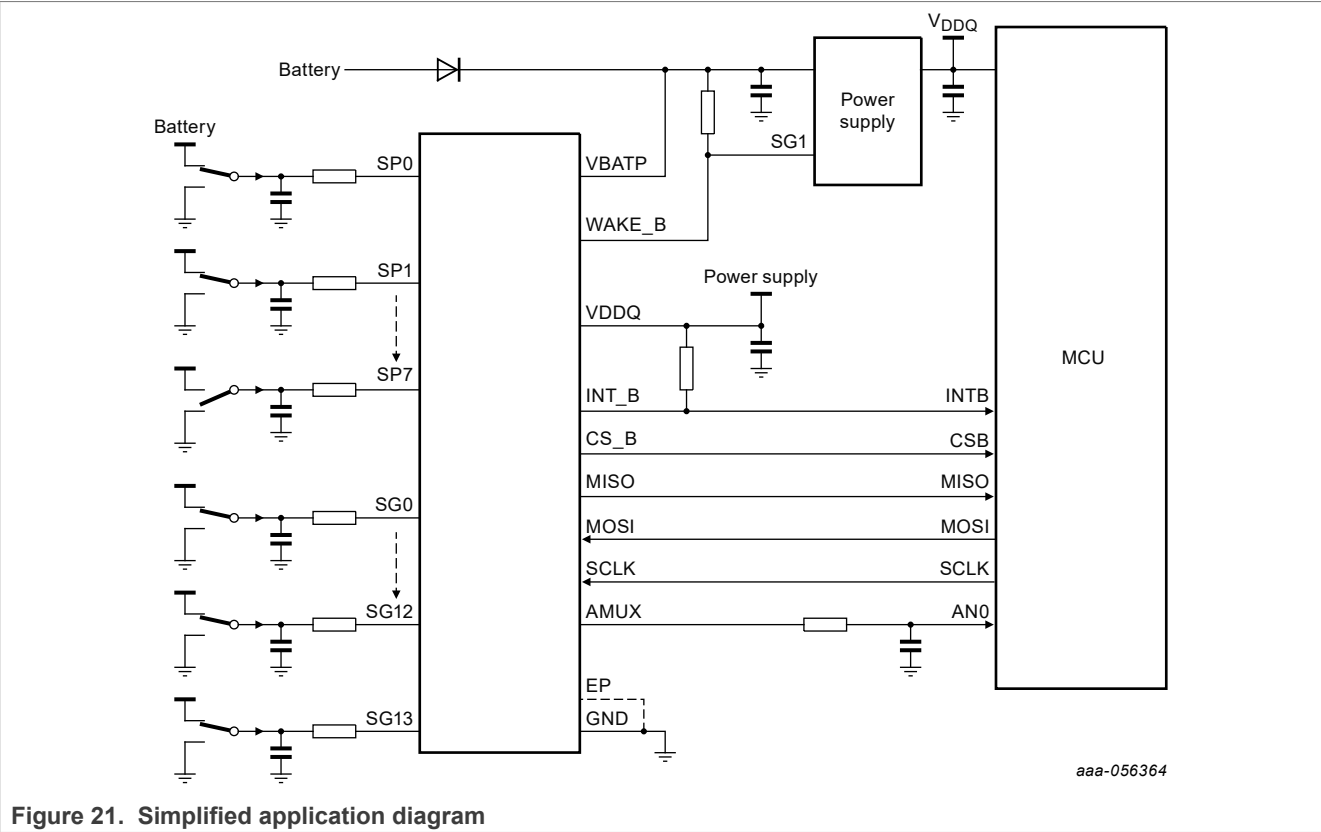 VDDQ
Battery
Power
supply
Battery
SG1
SP0
VBATP
WAKE_B
SP1
Power supply
VDDQ
MCU
SP7
INT_B
INTB
CS_B
CSB
MISO
MISO
SG0
MOSI
MOSI
SCLK
SCLK
SG12
AMUX
AN0
EP
SG13
GND
aaa-056364
Figure 21. Simplified application diagram